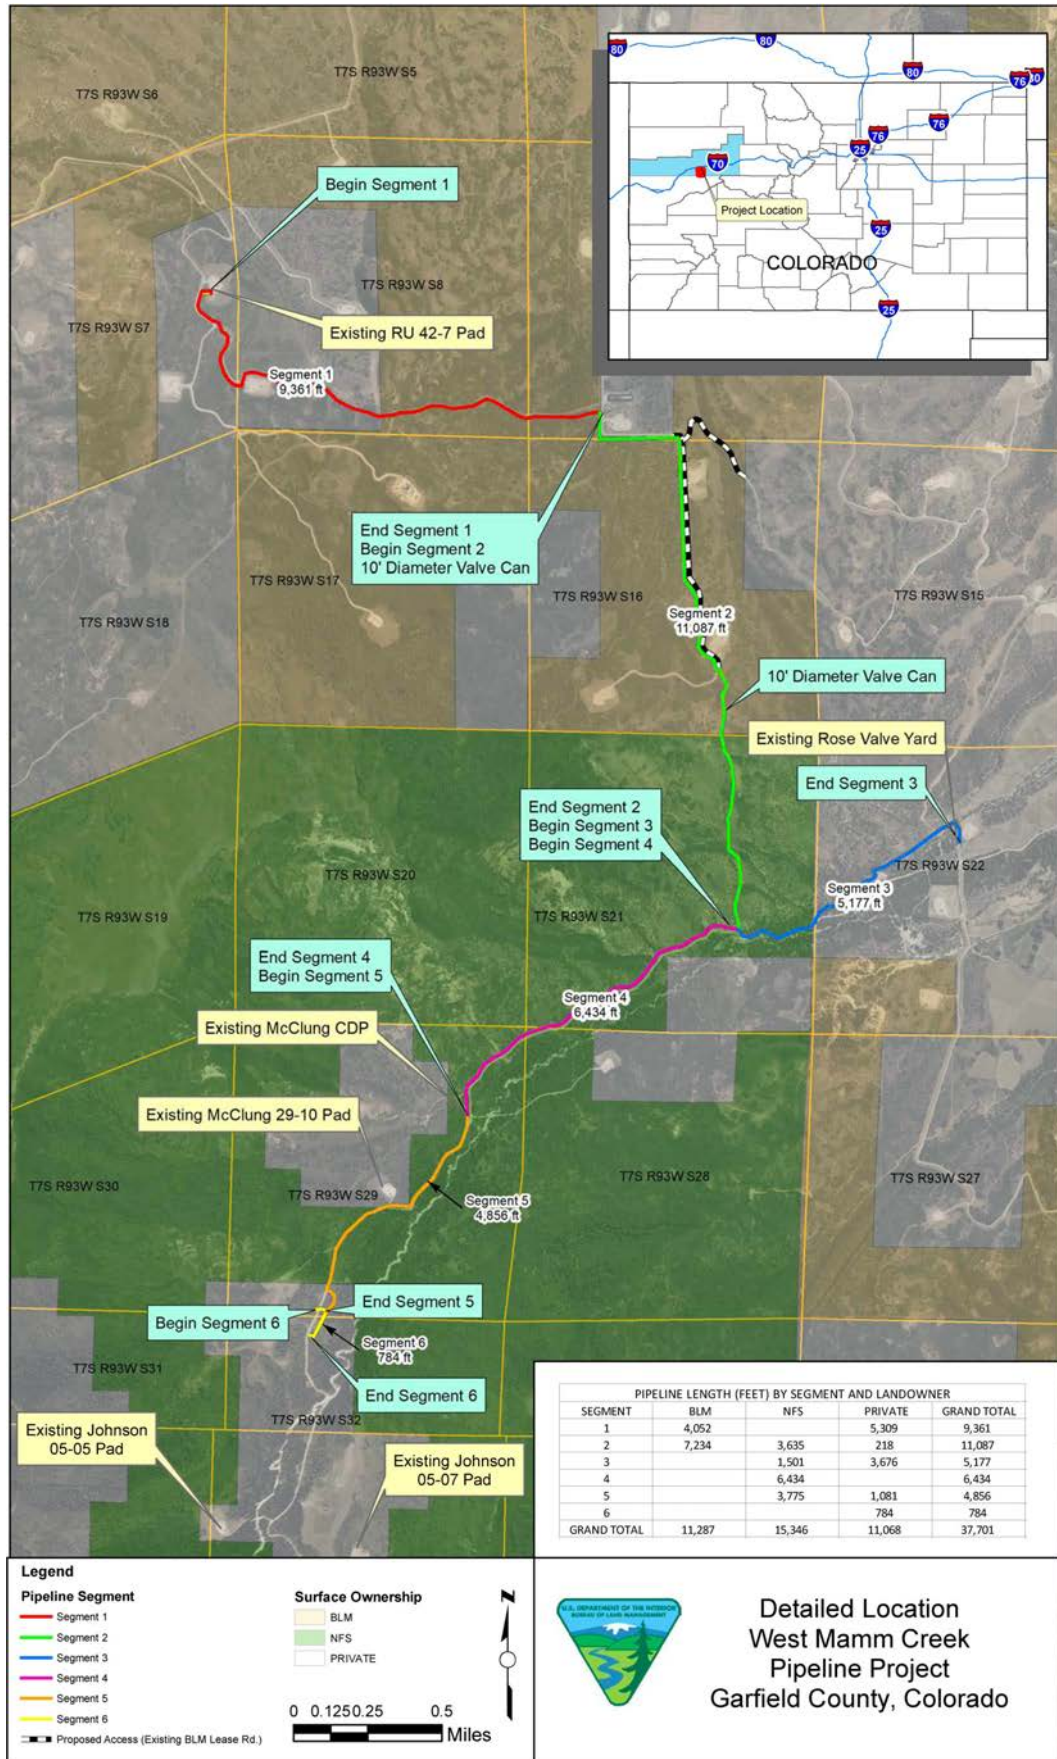 T7S R93W S5
T7S R93W S6
80
80
80
76
80
76
76
25
70
Project Location
25
COLORADO
25
Begin Segment 1
T7S R93W S8
T7S R93W S7
Existing RU 42-7 Pad
Segment 1
9,361 ft
End Segment 1
Begin Segment 2
10' Diameter Valve Can
T7S R93W S17
T7S R93W S16
T7S R93W S15
T7S R93W S18
Segment 2
11,087 ft
10' Diameter Valve Can
Existing Rose Valve Yard
End Segment 3
End Segment 2
Begin Segment 3
Begin Segment 4
T7S R93W S22
T7S R93W S20
Segment 3
5,177 ft
T7S R93W S19
T7S R93W S21
End Segment 4
Begin Segment 5
Segment 4
6,434 ft
Existing McClung CDP
Existing McClung 29-10 Pad
T7S R93W S30
T7S R93W S29
T7S R93W S28
T7S R93W S27
Segment 5
4,856 ft
End Segment 5
Begin Segment 6
Segment 6
784 ft
T7S R93W S31
End Segment 6
T7S R93W S32
Existing Johnson
05-05 Pad
Existing Johnson
05-07 Pad
PIPELINE LENGTH (FEET) BY SEGMENT AND LANDOWNER
SEGMENT BLM NFS PRIVATE GRAND TOTAL
1 4,052 5,309 9,361
2 7,234 3,635 218 11,087
3 1,501 3,676 5,177
4 6,434 6,434
5 3,775 1,081 4,856
6 784 784
GRAND TOTAL 11,287 15,346 11,068 37,701
Legend
Pipeline Segment
Segment 1
Segment 2
Segment 3
Segment 4
Segment 5
Segment 6
Proposed Access (Existing BLM Lease Rd.)
Surface Ownership
BLM
NFS
PRIVATE
N
0 0.125 0.25 0.5
Miles
U.S. DEPARTMENT OF THE INTERIOR
BUREAU OF LAND MANAGEMENT
Detailed Location
West Mamm Creek
Pipeline Project
Garfield County, Colorado